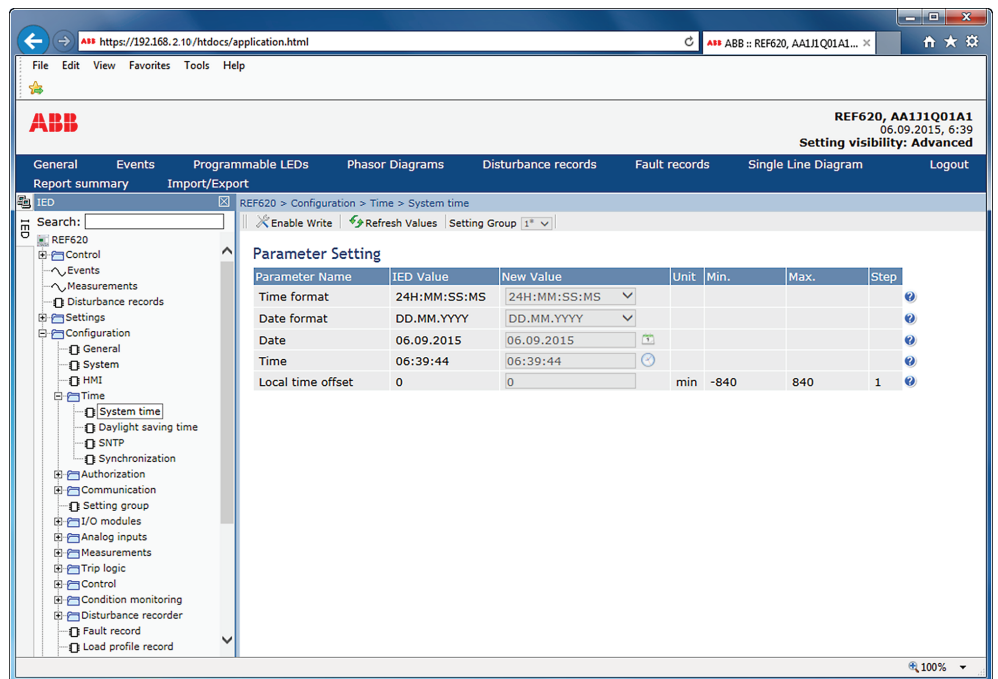 ABB https://192.168.2.10/htdocs/application.html
ABB ABB :: REF620, AA1J1Q01A1...
File Edit View Favorites Tools Help
ABB
REF620, AA1J1Q01A1
06.09.2015, 6:39
Setting visibility: Advanced
General Events Programmable LEDs Phasor Diagrams Disturbance records Fault records Single Line Diagram Logout
Report summary Import/Export
IED
IED
Search:
REF620
Control
Events
Measurements
Disturbance records
Settings
Configuration
General
System
HMI
Time
System time
Daylight saving time
SNTP
Synchronization
Authorization
Communication
Setting group
I/O modules
Analog inputs
Measurements
Trip logic
Control
Condition monitoring
Disturbance recorder
Fault record
Load profile record
REF620 > Configuration > Time > System time
Enable Write Refresh Values Setting Group 1*
Parameter Setting
Parameter Name IED Value New Value Unit Min. Max. Step
Time format 24H:MM:SS:MS 24H:MM:SS:MS
Date format DD.MM.YYYY DD.MM.YYYY
Date 06.09.2015 06.09.2015
Time 06:39:44 06:39:44
Local time offset 0 0 min -840 840 1
100%